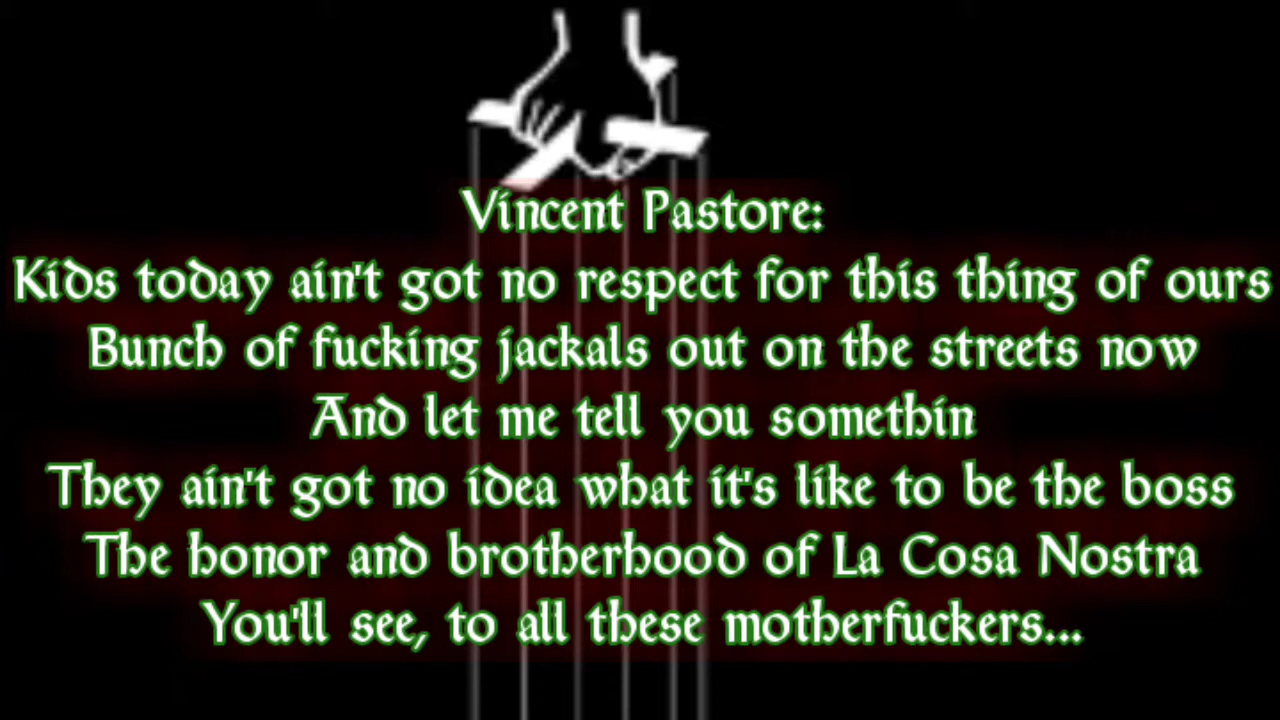 Vincent Pastore:
Kids today ain't got no respect for this thing of ours
Bunch of fucking jackals out on the streets now
And let me tell you somethin
They ain't got no idea what it's like to be the boss
The honor and brotherhood of La Cosa Nostra
You'll see, to all these motherfuckers...